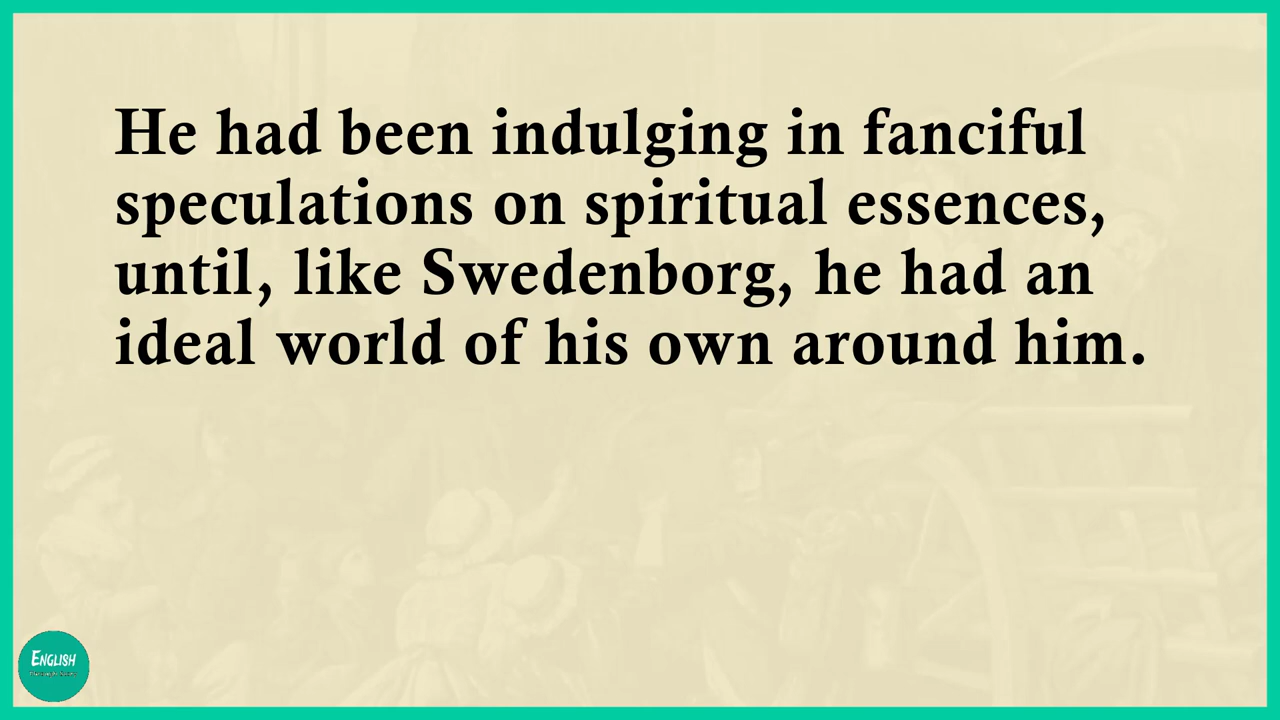 He had been indulging in fanciful
speculations on spiritual essences,
until, like Swedenborg, he had an
ideal world of his own around him.
ENGLISH